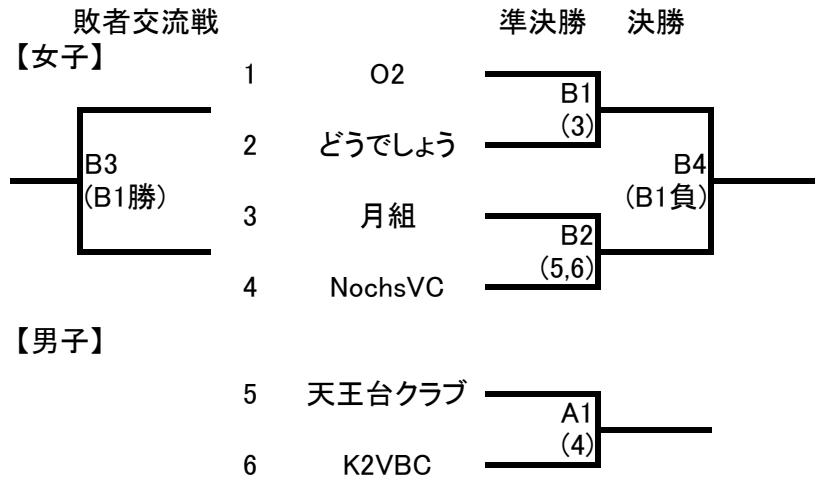 敗者交流戦 準決勝 決勝
【女子】
1 O2
B1
(3)
2 どうでしょう
B3
(B1勝)
B4
(B1負)
3 月組
B2
(5,6)
4 NochsVC
【男子】
5 天王台クラブ
A1
(4)
6 K2VBC